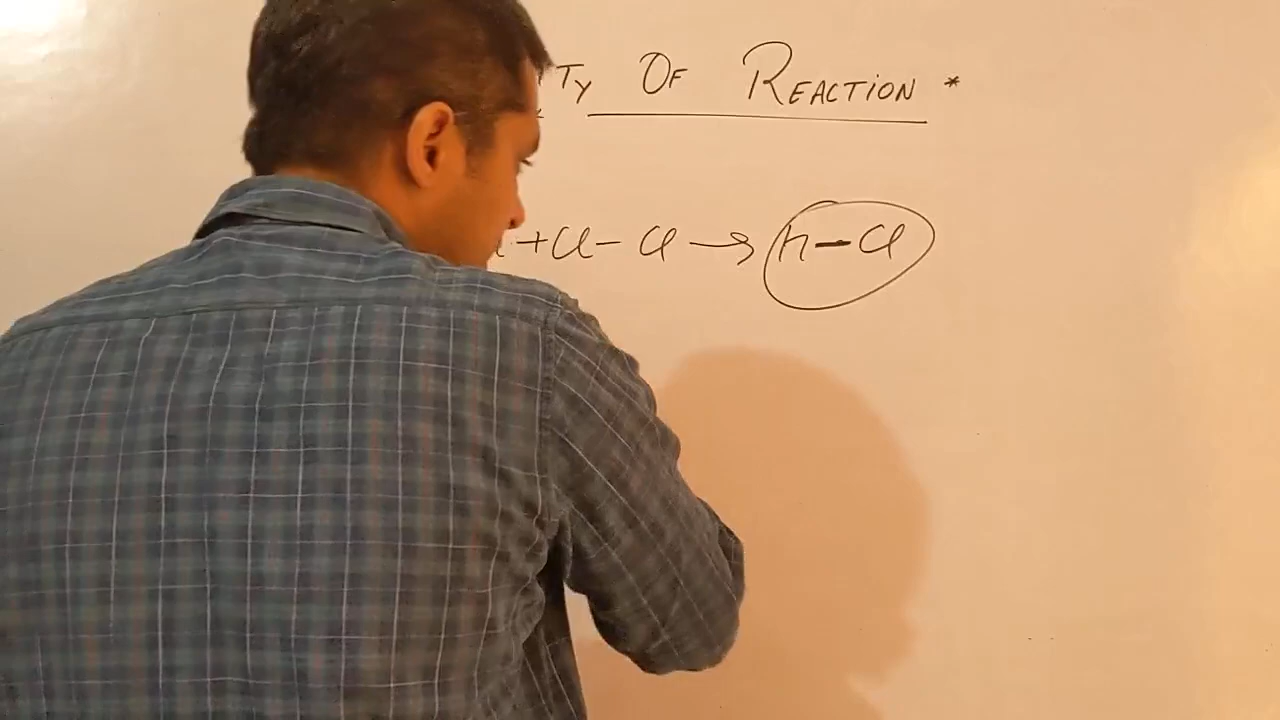 Ty OF REACTION *
+Cl- Cl → H-Cl